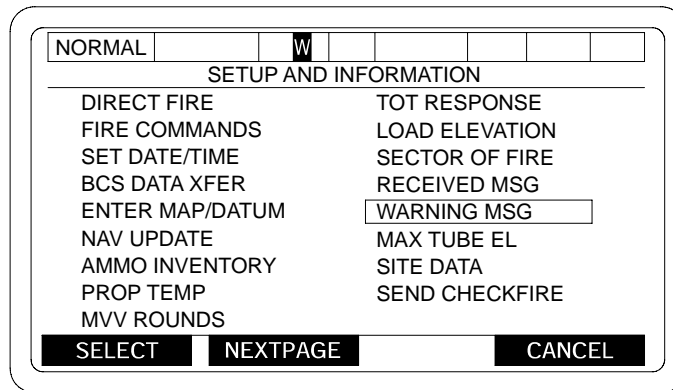 NORMAL W
SETUP AND INFORMATION
DIRECT FIRE TOT RESPONSE
FIRE COMMANDS LOAD ELEVATION
SET DATE/TIME SECTOR OF FIRE
BCS DATA XFER RECEIVED MSG
ENTER MAP/DATUM WARNING MSG
NAV UPDATE MAX TUBE EL
AMMO INVENTORY SITE DATA
PROP TEMP SEND CHECKFIRE
MVV ROUNDS
SELECT NEXTPAGE CANCEL